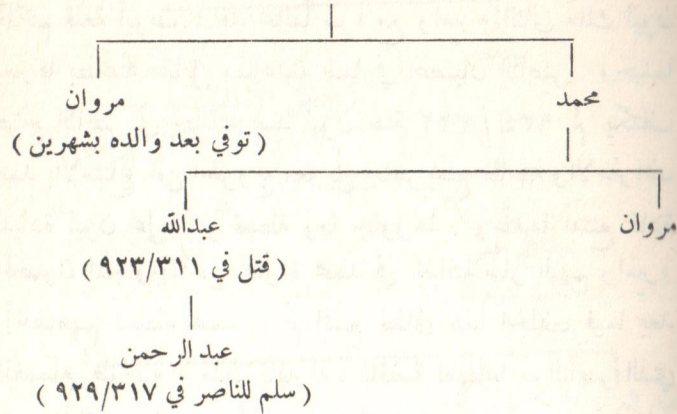 محمد
مروان
( توفي بعد والده بشهرين )
مروان
عبدالله
( قتل في ٩٢٣/٣١١ )
عبد الرحمن
( سلم للناصر في ٩٢٩/٣١٧ )